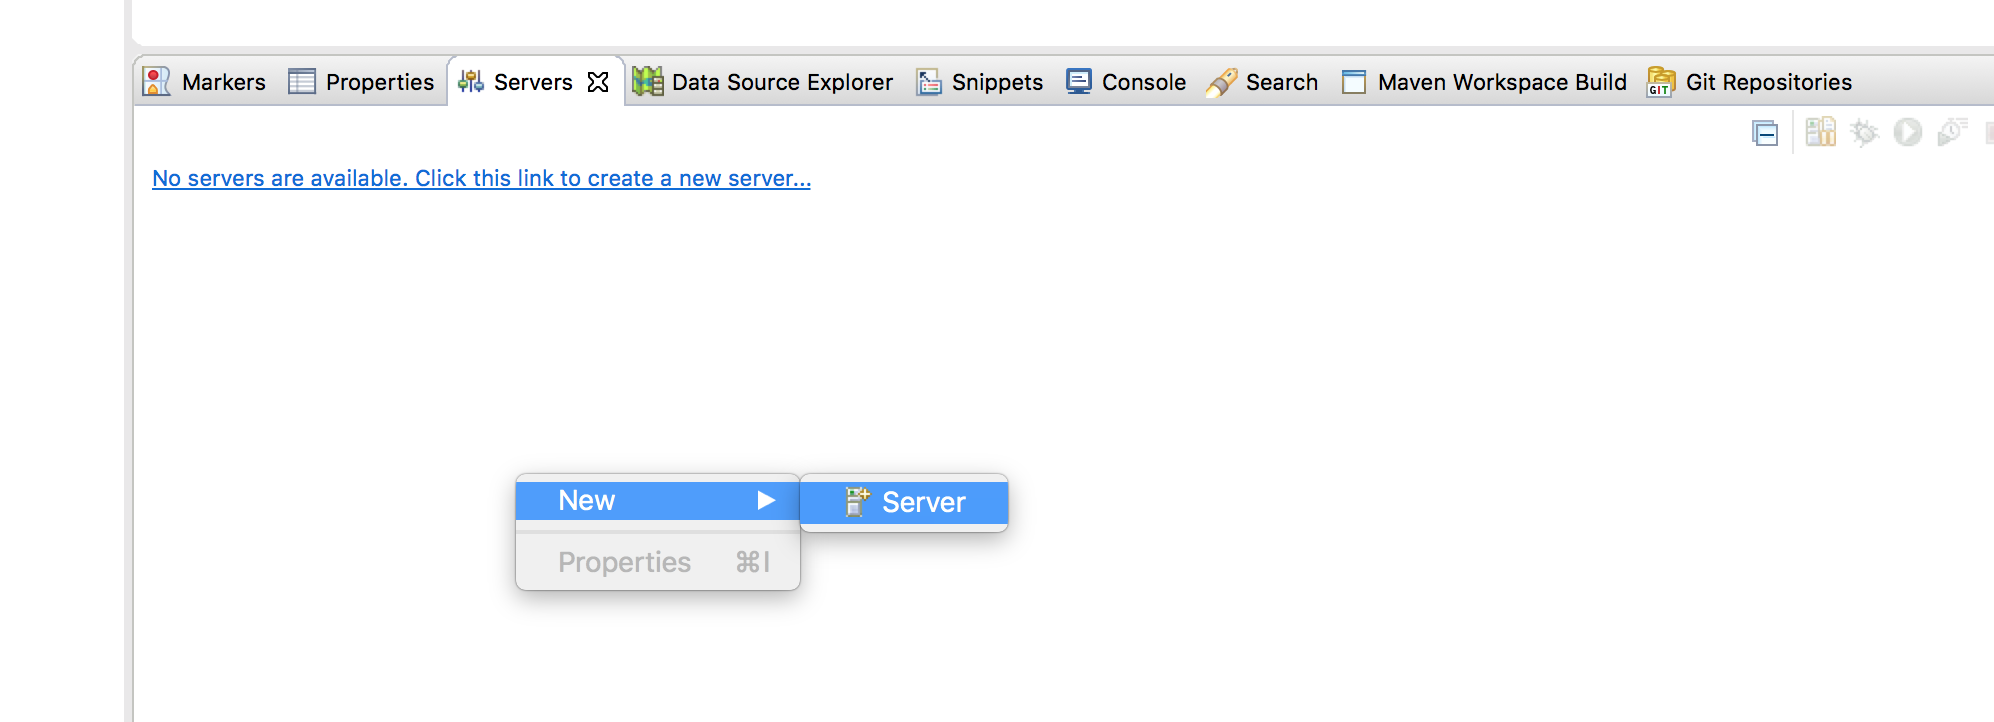 Markers Properties Servers Data Source Explorer Snippets Console Search Maven Workspace Build GIT Git Repositories
No servers are available. Click this link to create a new server...
New Server
Properties ⌘I